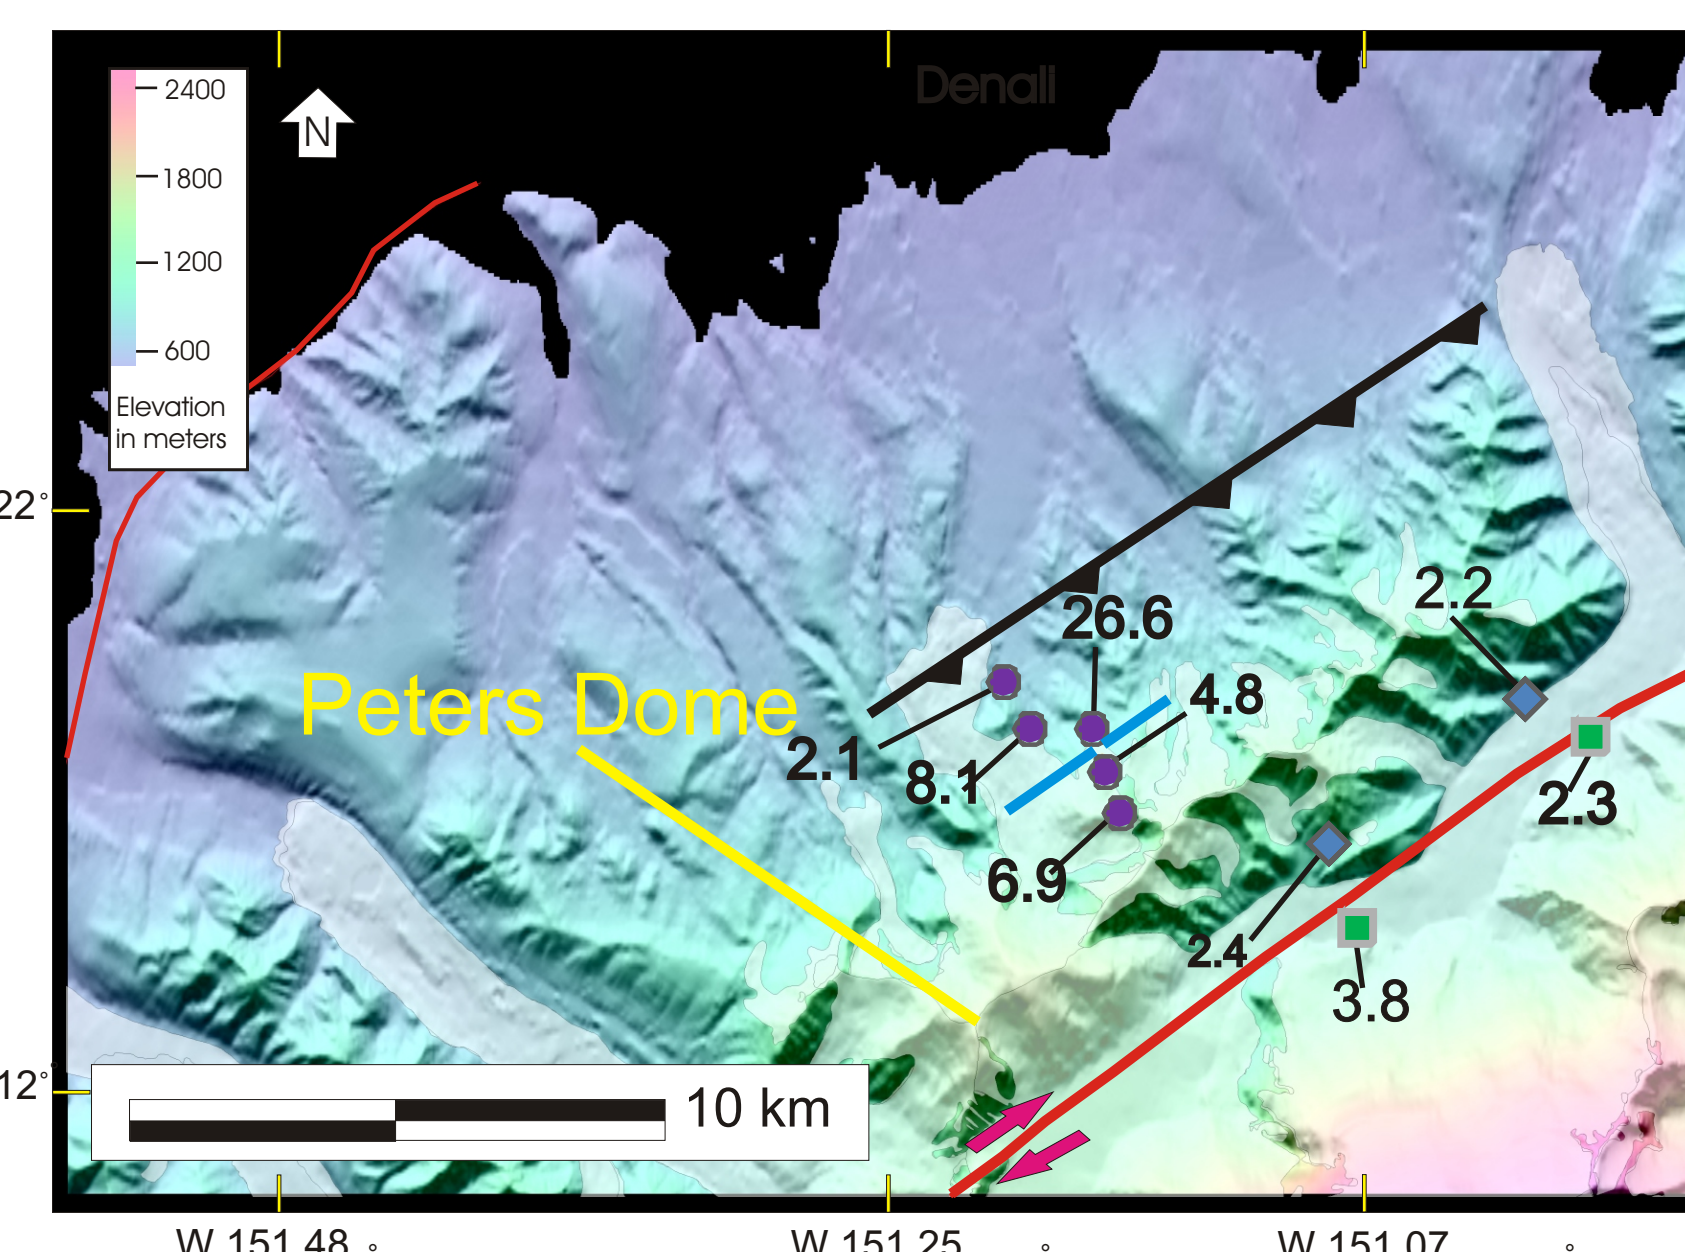 Denali
2400
1800
1200
600
Elevation
in meters
N
22°
26.6
2.2
4.8
Peters Dome
2.1
8.1
2.3
6.9
2.4
3.8
12°
10 km
W 151.48 °
W 151.25 °
W 151.07 °